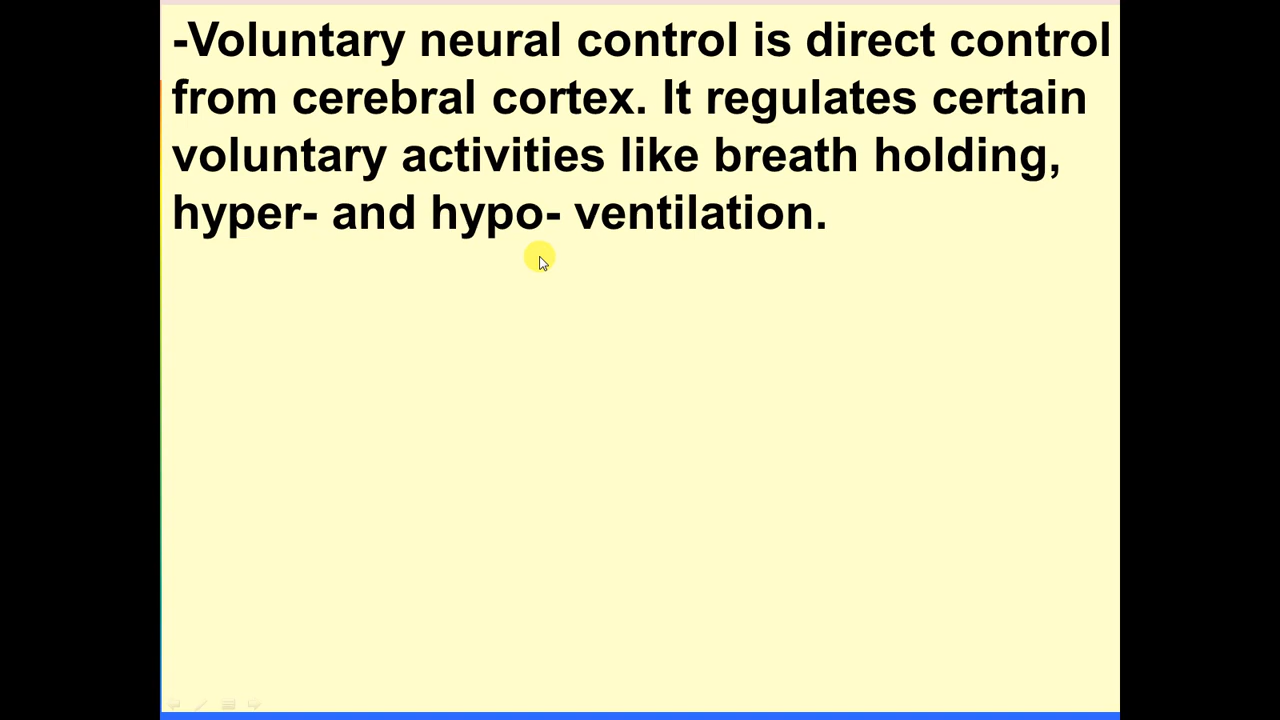 -Voluntary neural control is direct control
from cerebral cortex. It regulates certain
voluntary activities like breath holding,
hyper- and hypo- ventilation.